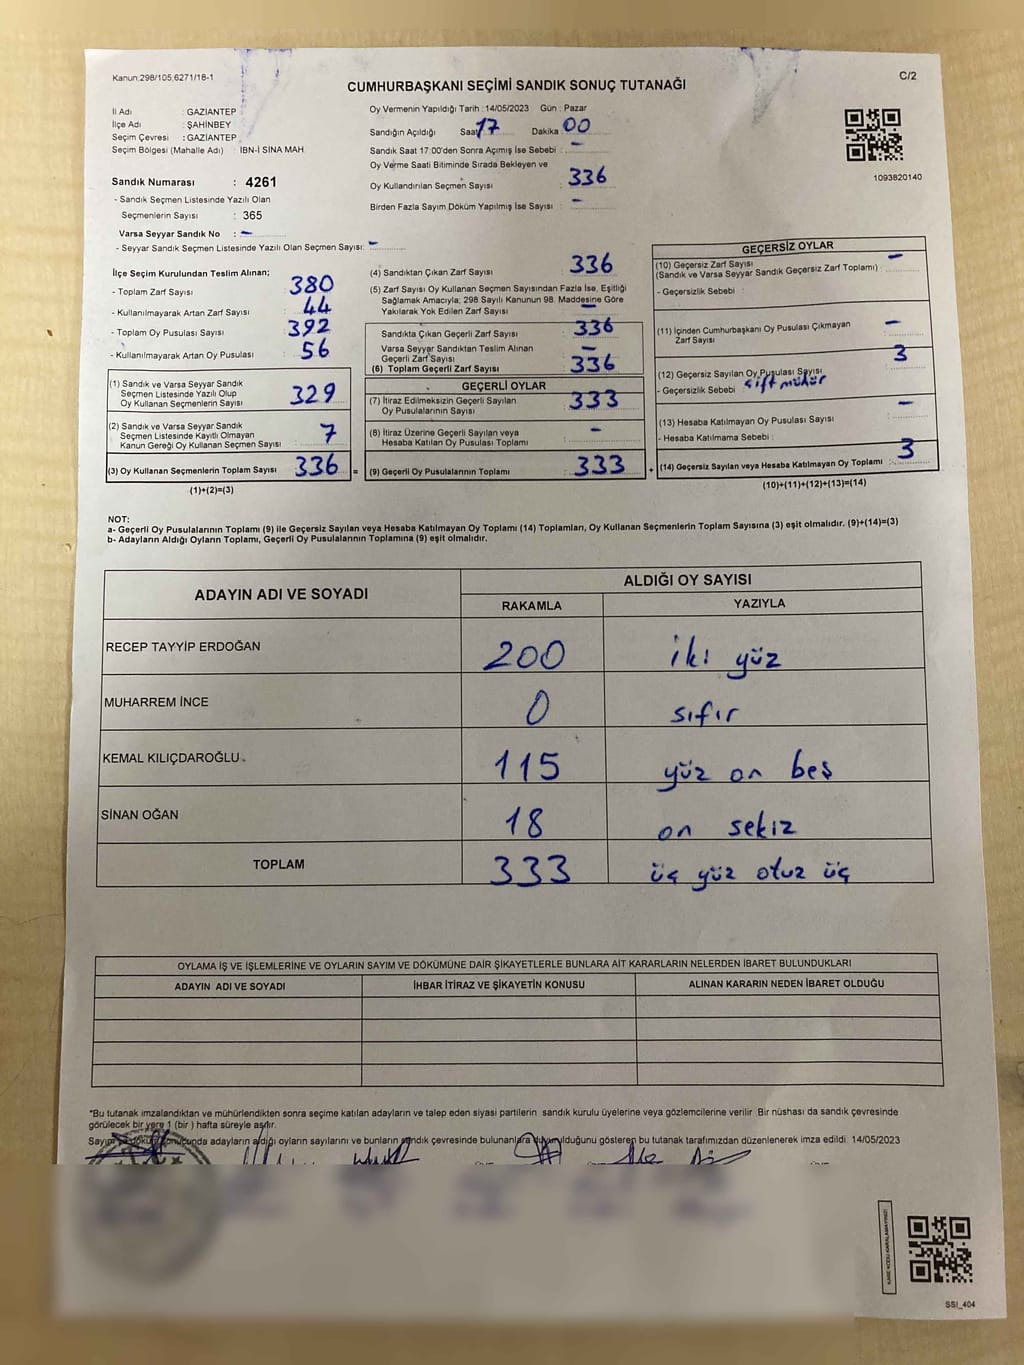 Kanun;298/105,6271/18-1
C/2
CUMHURBAŞKANI SEÇİMİ SANDIK SONUÇ TUTANAĞI
İl Adı : GAZİANTEP
İlçe Adı : ŞAHİNBEY
Seçim Çevresi : GAZİANTEP
Seçim Bölgesi (Mahalle Adı) : İBN-İ SİNA MAH.
Sandık Numarası : 4261
- Sandık Seçmen Listesinde Yazılı Olan
Seçmenlerin Sayısı : 365
Varsa Seyyar Sandık No : -
- Seyyar Sandık Seçmen Listesinde Yazılı Olan Seçmen Sayısı: -
Oy Vermenin Yapıldığı Tarih : 14/05/2023 Gün : Pazar
Sandığın Açıldığı Saat 17 Dakika 00
Sandık Saat 17:00'den Sonra Açımış İse Sebebi : -
Oy Verme Saati Bitiminde Sırada Bekleyen ve
Oy Kullandırılan Seçmen Sayısı : 336
Birden Fazla Sayım Döküm Yapılmış İse Sayısı : -
1093820140
İlçe Seçim Kurulundan Teslim Alınan;
- Toplam Zarf Sayısı : 380
- Kullanılmayarak Artan Zarf Sayısı : 44
- Toplam Oy Pusulası Sayısı : 392
- Kullanılmayarak Artan Oy Pusulası : 56
(1) Sandık ve Varsa Seyyar Sandık
Seçmen Listesinde Yazılı Olup
Oy Kullanan Seçmenlerin Sayısı : 329
(2) Sandık ve Varsa Seyyar Sandık
Seçmen Listesinde Kayıtlı Olmayan
Kanun Gereği Oy Kullanan Seçmen Sayısı : 7
(3) Oy Kullanan Seçmenlerin Toplam Sayısı : 336 =
(1)+(2)=(3)
(4) Sandıktan Çıkan Zarf Sayısı : 336
(5) Zarf Sayısı Oy Kullanan Seçmen Sayısından Fazla İse, Eşitliği
Sağlamak Amacıyla; 298 Sayılı Kanunun 98. Maddesine Göre
Yakılarak Yok Edilen Zarf Sayısı : -
Sandıkta Çıkan Geçerli Zarf Sayısı : 336
Varsa Seyyar Sandıktan Teslim Alınan
Geçerli Zarf Sayısı : -
(6) Toplam Geçerli Zarf Sayısı : 336
GEÇERLİ OYLAR
(7) İtiraz Edilmeksizin Geçerli Sayılan
Oy Pusulalarının Sayısı : 333
(8) İtiraz Üzerine Geçerli Sayılan veya
Hesaba Katılan Oy Pusulası Toplamı : -
(9) Geçerli Oy Pusulalarının Toplamı : 333 +
GEÇERSİZ OYLAR
(10) Geçersiz Zarf Sayısı : -
(Sandık ve Varsa Seyyar Sandık Geçersiz Zarf Toplamı)
- Geçersizlik Sebebi :
(11) İçinden Cumhurbaşkanı Oy Pusulası Çıkmayan
Zarf Sayısı : -
(12) Geçersiz Sayılan Oy Pusulası Sayısı : 3
- Geçersizlik Sebebi : çift mühür
(13) Hesaba Katılmayan Oy Pusulası Sayısı : -
- Hesaba Katılmama Sebebi :
(14) Geçersiz Sayılan veya Hesaba Katılmayan Oy Toplamı : 3
(10)+(11)+(12)+(13)=(14)
NOT:
a- Geçerli Oy Pusulalarının Toplamı (9) ile Geçersiz Sayılan veya Hesaba Katılmayan Oy Toplamı (14) Toplamları, Oy Kullanan Seçmenlerin Toplam Sayısına (3) eşit olmalıdır. (9)+(14)=(3)
b- Adayların Aldığı Oyların Toplamı, Geçerli Oy Pusulalarının Toplamına (9) eşit olmalıdır.
ADAYIN ADI VE SOYADI
ALDIĞI OY SAYISI
RAKAMLA YAZIYLA
RECEP TAYYİP ERDOĞAN 200 iki yüz
MUHARREM İNCE 0 sıfır
KEMAL KILIÇDAROĞLU 115 yüz on beş
SİNAN OĞAN 18 on sekiz
TOPLAM 333 üç yüz otuz üç
OYLAMA İŞ VE İŞLEMLERİNE VE OYLARIN SAYIM VE DÖKÜMÜNE DAİR ŞİKAYETLERLE BUNLARA AİT KARARLARIN NELERDEN İBARET BULUNDUKLARI
ADAYIN ADI VE SOYADI İHBAR İTİRAZ VE ŞİKAYETİN KONUSU ALINAN KARARIN NEDEN İBARET OLDUĞU
*Bu tutanak imzalandıktan ve mühürlendikten sonra seçime katılan adayların ve talep eden siyasi partilerin sandık kurulu üyelerine veya gözlemcilerine verilir. Bir nüshası da sandık çevresinde
görülecek bir yere 1 (bir ) hafta süreyle asılır.
Sayım ve döküm sonucunda adayların aldığı oyların sayılarını ve bunların sandık çevresinde bulunanlara duyurulduğunu gösteren bu tutanak tarafımızdan düzenlenerek imza edildi. 14/05/2023
KARE KODU KARALAMAYINIZ!
SSİ_404